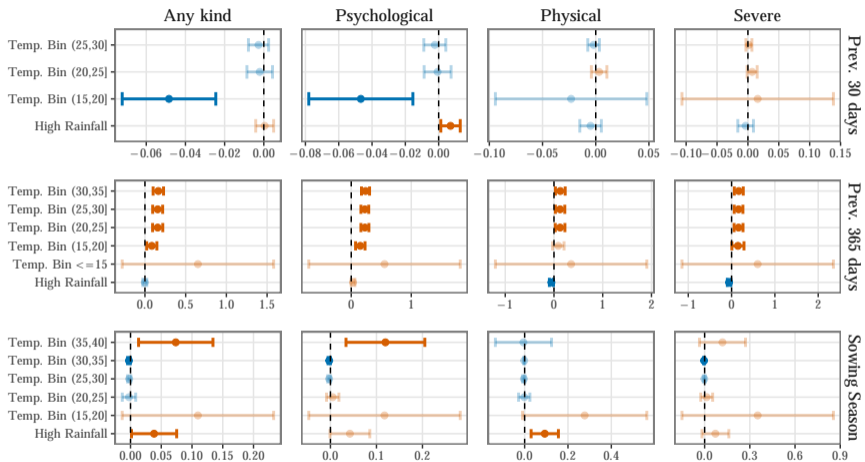 Any kind Psychological Physical Severe
Temp. Bin (25,30]
Temp. Bin (20,25]
Temp. Bin (15,20]
High Rainfall
Prev. 30 days
−0.06 −0.04 −0.02 0.00 −0.08 −0.06 −0.04 −0.02 0.00 −0.10 −0.05 0.00 0.05 −0.10 −0.05 0.00 0.05 0.10 0.15
Temp. Bin (30,35]
Temp. Bin (25,30]
Temp. Bin (20,25]
Temp. Bin (15,20]
Temp. Bin <=15
High Rainfall
Prev. 365 days
0.0 0.5 1.0 1.5 0 1 −1 0 1 2 −1 0 1 2
Temp. Bin (35,40]
Temp. Bin (30,35]
Temp. Bin (25,30]
Temp. Bin (20,25]
Temp. Bin (15,20]
High Rainfall
Sowing Season
0.00 0.05 0.10 0.15 0.20 0.0 0.1 0.2 0.0 0.2 0.4 0.0 0.3 0.6 0.9